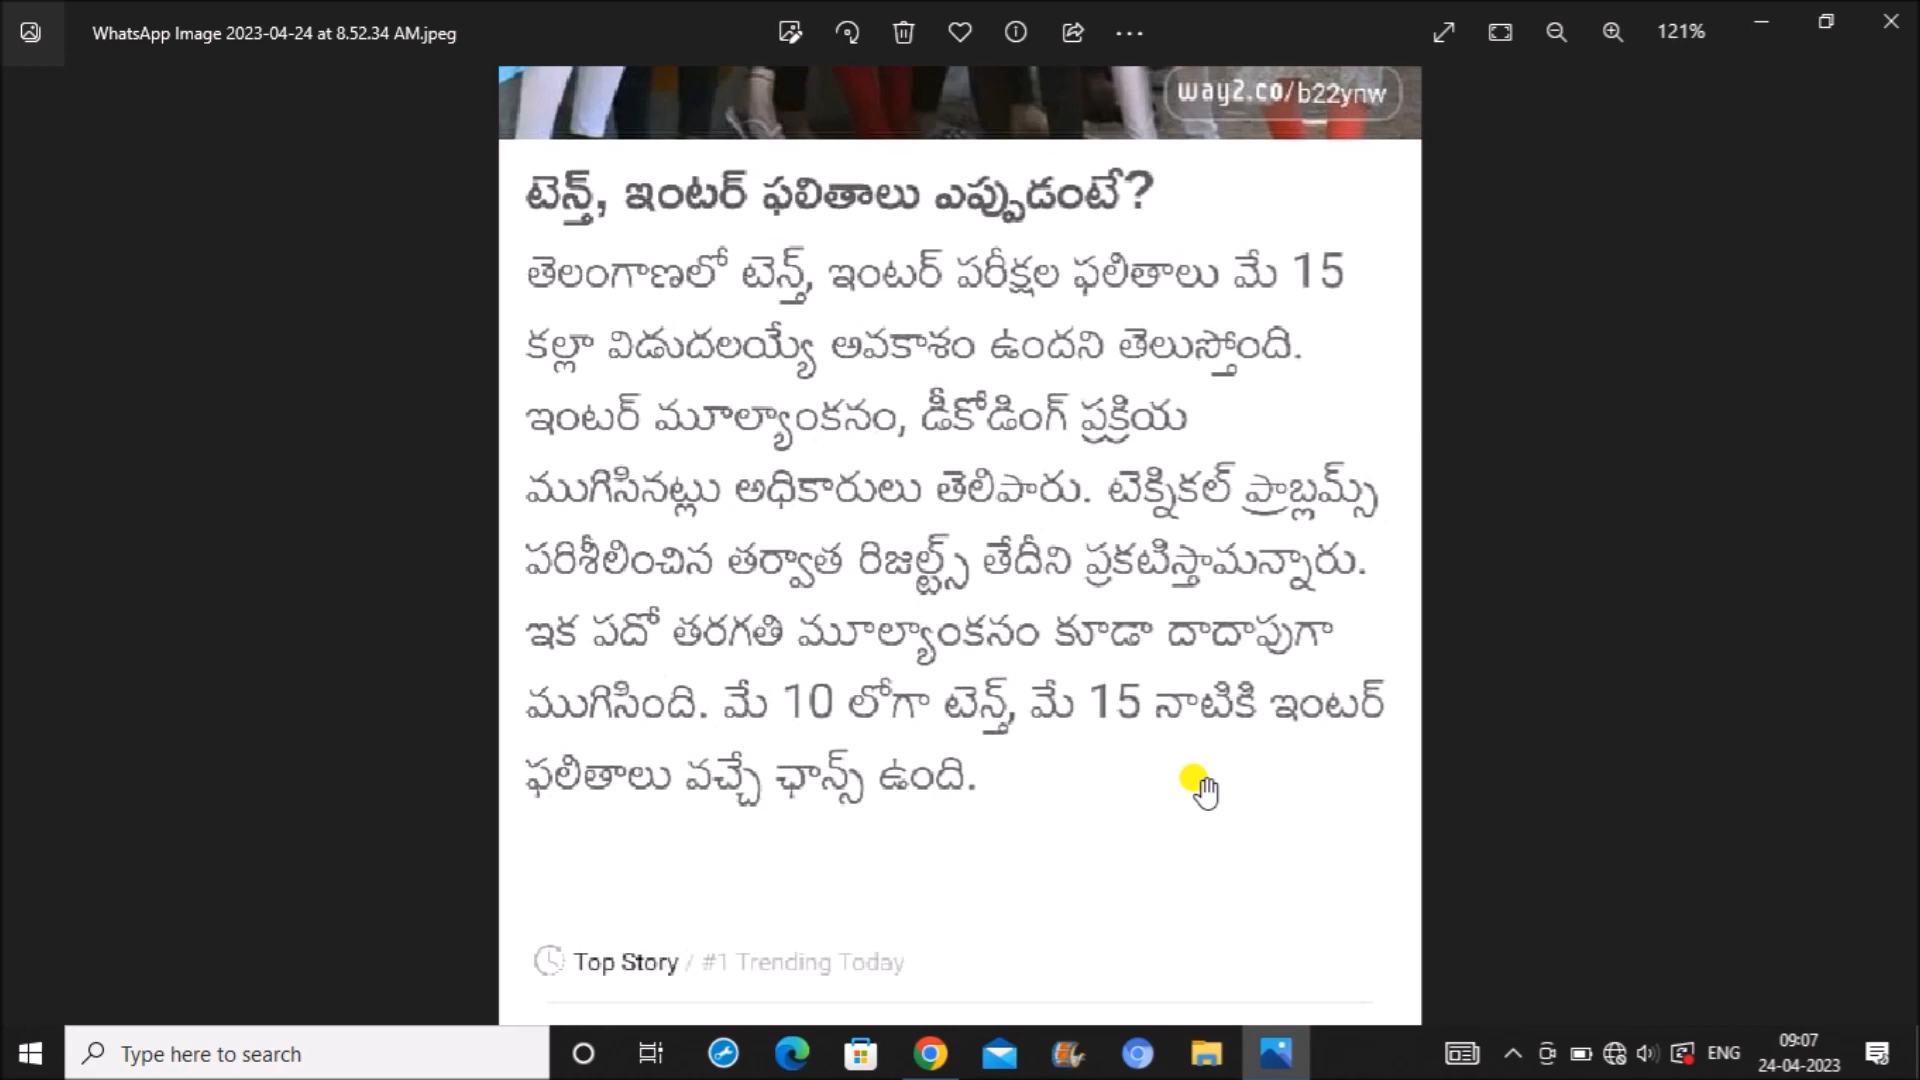 WhatsApp Image 2023-04-24 at 8.52.34 AM.jpeg
121%
way2.co/b22ynw
టెన్త్, ఇంటర్ ఫలితాలు ఎప్పుడంటే?
తెలంగాణలో టెన్త్, ఇంటర్ పరీక్షల ఫలితాలు మే 15
కల్లా విడుదలయ్యే అవకాశం ఉందని తెలుస్తోంది.
ఇంటర్ మూల్యాంకనం, డీకోడింగ్ ప్రక్రియ
ముగిసినట్లు అధికారులు తెలిపారు. టెక్నికల్ ప్రాబ్లమ్స్
పరిశీలించిన తర్వాత రిజల్ట్స్ తేదీని ప్రకటిస్తామన్నారు.
ఇక పదో తరగతి మూల్యాంకనం కూడా దాదాపుగా
ముగిసింది. మే 10 లోగా టెన్త్, మే 15 నాటికి ఇంటర్
ఫలితాలు వచ్చే ఛాన్స్ ఉంది.
Top Story / #1 Trending Today
Type here to search
ENG
09:07
24-04-2023